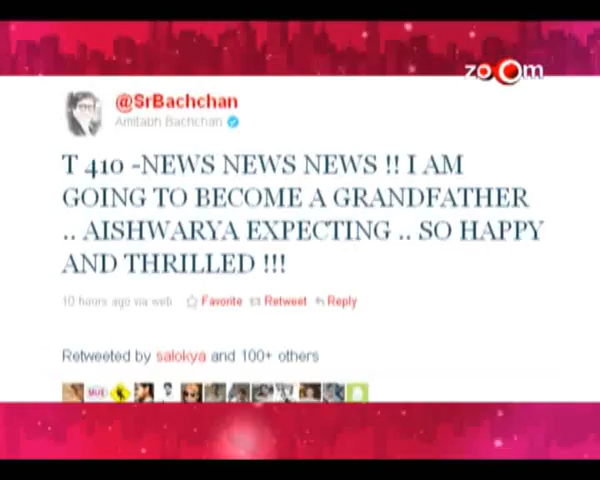 zoom
@SrBachchan
Amitabh Bachchan
T 410 -NEWS NEWS NEWS !! I AM
GOING TO BECOME A GRANDFATHER
.. AISHWARYA EXPECTING .. SO HAPPY
AND THRILLED !!!
10 hours ago via web Favorite Retweet Reply
Retweeted by salokya and 100+ others